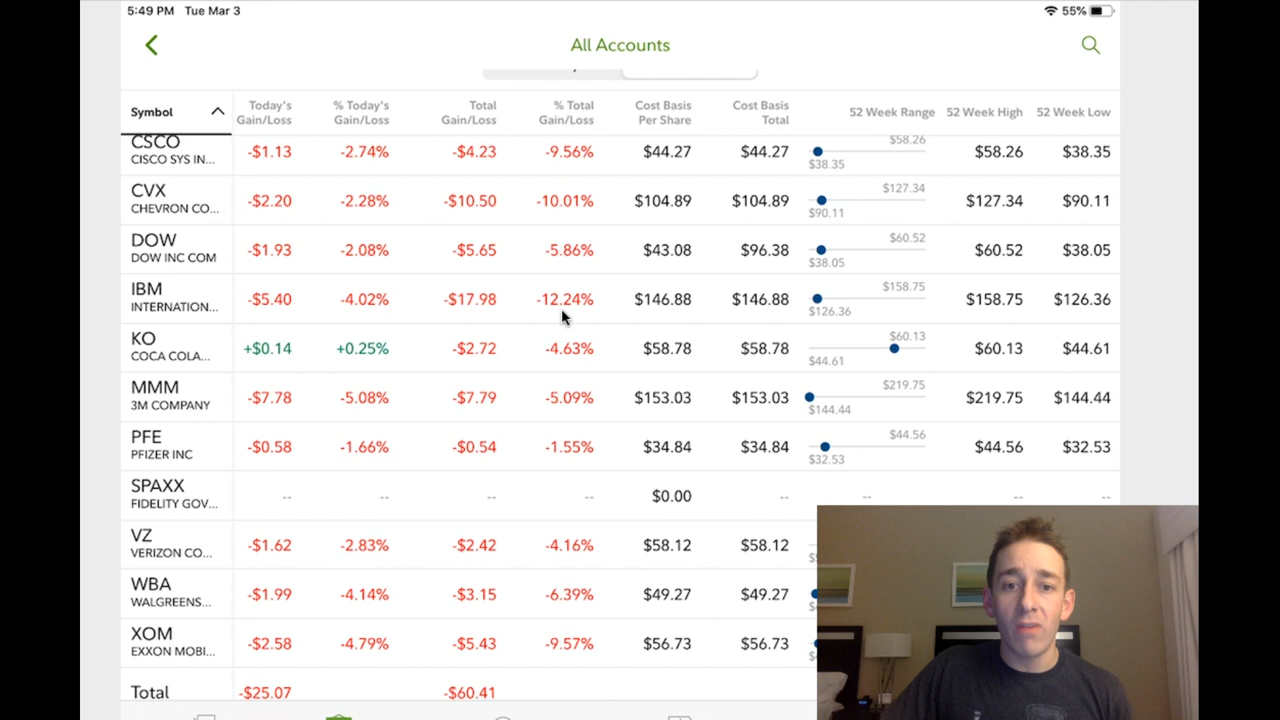 5:49 PM Tue Mar 3 55%
All Accounts
Symbol Today's Gain/Loss % Today's Gain/Loss Total Gain/Loss % Total Gain/Loss Cost Basis Per Share Cost Basis Total 52 Week Range 52 Week High 52 Week Low
CSCO CISCO SYS IN... -$1.13 -2.74% -$4.23 -9.56% $44.27 $44.27 $58.26 $38.35 $58.26 $38.35
CVX CHEVRON CO... -$2.20 -2.28% -$10.50 -10.01% $104.89 $104.89 $127.34 $90.11 $127.34 $90.11
DOW DOW INC COM -$1.93 -2.08% -$5.65 -5.86% $43.08 $96.38 $60.52 $38.05 $60.52 $38.05
IBM INTERNATION... -$5.40 -4.02% -$17.98 -12.24% $146.88 $146.88 $158.75 $126.36 $158.75 $126.36
KO COCA COLA... +$0.14 +0.25% -$2.72 -4.63% $58.78 $58.78 $60.13 $44.61 $60.13 $44.61
MMM 3M COMPANY -$7.78 -5.08% -$7.79 -5.09% $153.03 $153.03 $219.75 $144.44 $219.75 $144.44
PFE PFIZER INC -$0.58 -1.66% -$0.54 -1.55% $34.84 $34.84 $44.56 $32.53 $44.56 $32.53
SPAXX FIDELITY GOV... -- -- -- -- $0.00 -- -- -- --
VZ VERIZON CO... -$1.62 -2.83% -$2.42 -4.16% $58.12 $58.12
WBA WALGREENS... -$1.99 -4.14% -$3.15 -6.39% $49.27 $49.27
XOM EXXON MOBI... -$2.58 -4.79% -$5.43 -9.57% $56.73 $56.73
Total -$25.07 -$60.41